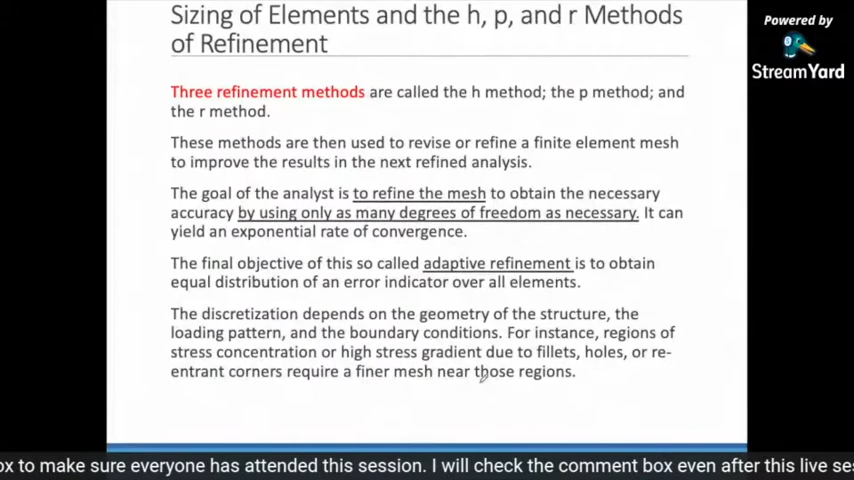 Sizing of Elements and the h, p, and r Methods
of Refinement
Powered by
StreamYard
Three refinement methods are called the h method; the p method; and
the r method.
These methods are then used to revise or refine a finite element mesh
to improve the results in the next refined analysis.
The goal of the analyst is to refine the mesh to obtain the necessary
accuracy by using only as many degrees of freedom as necessary. It can
yield an exponential rate of convergence.
The final objective of this so called adaptive refinement is to obtain
equal distribution of an error indicator over all elements.
The discretization depends on the geometry of the structure, the
loading pattern, and the boundary conditions. For instance, regions of
stress concentration or high stress gradient due to fillets, holes, or re-
entrant corners require a finer mesh near those regions.
ox to make sure everyone has attended this session. I will check the comment box even after this live se